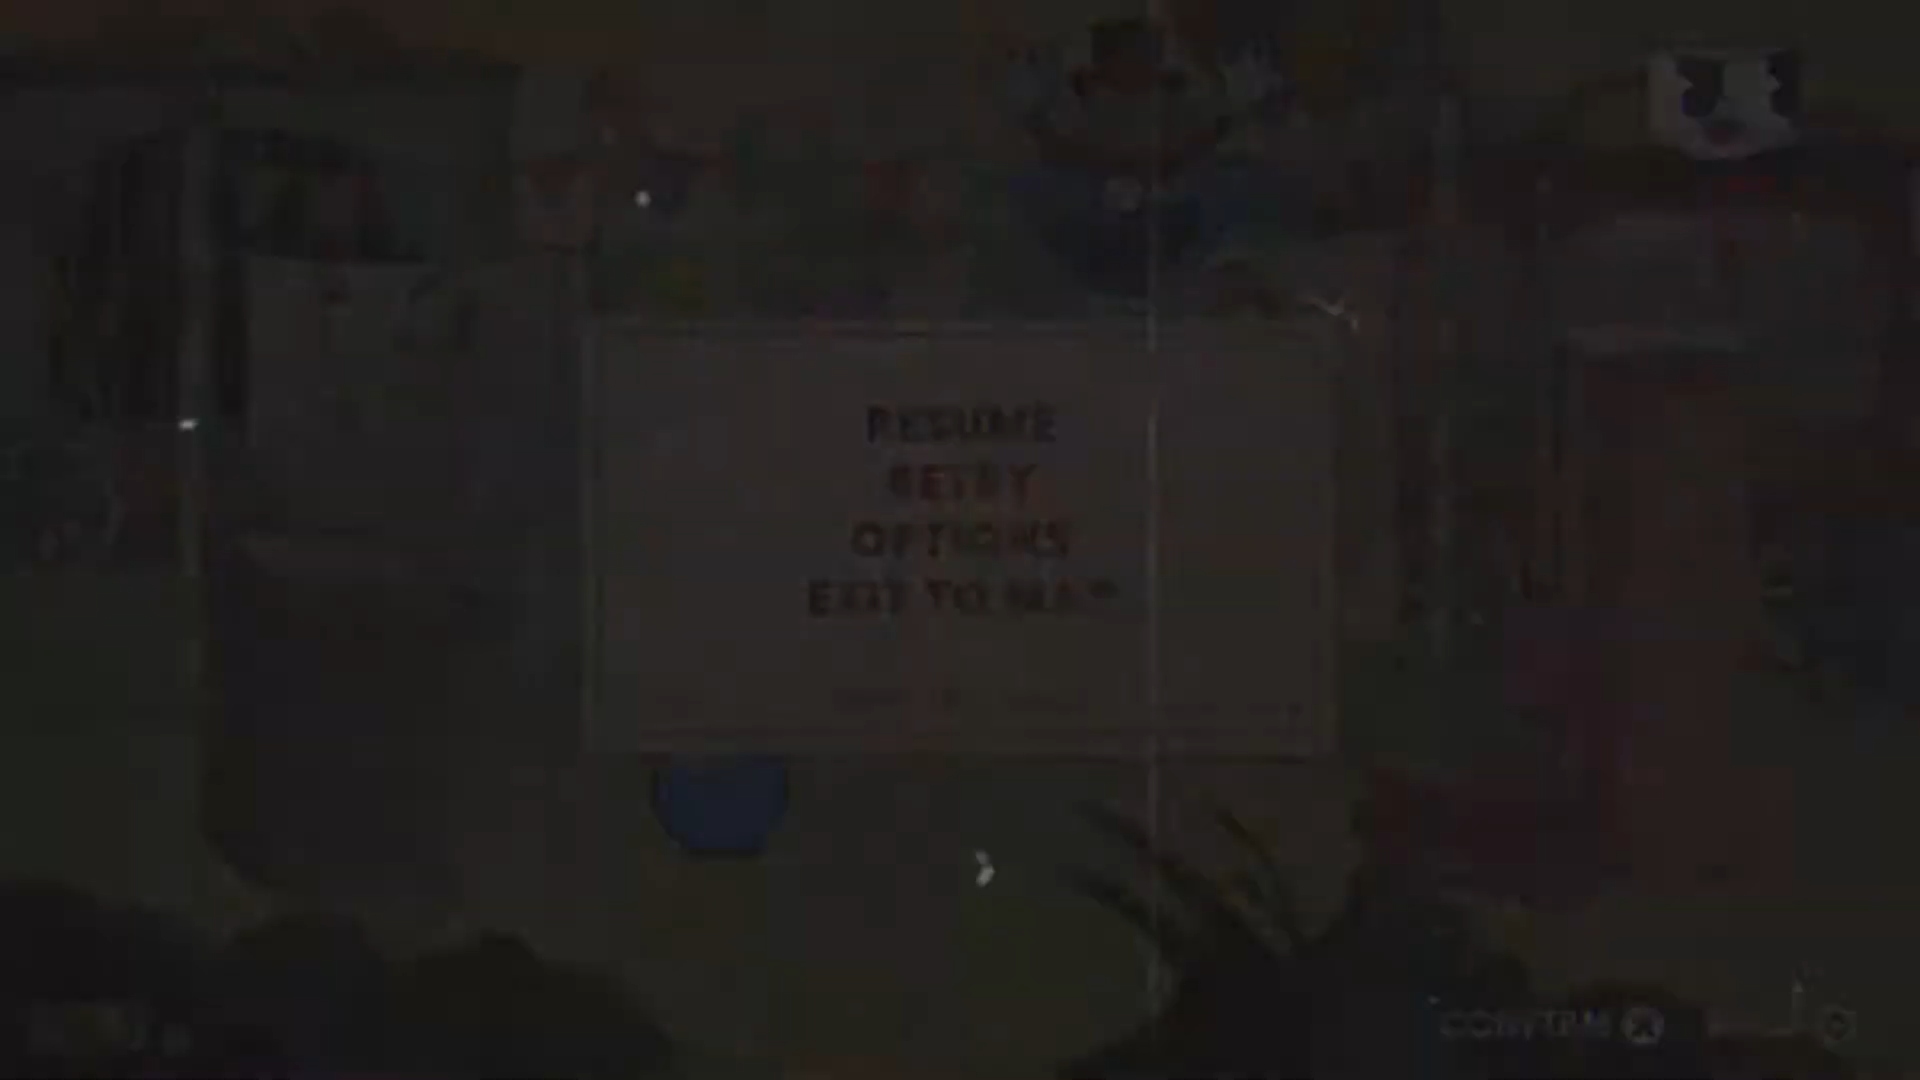 RESUME
RETRY
OPTIONS
EXIT TO MAP
CONFIRM